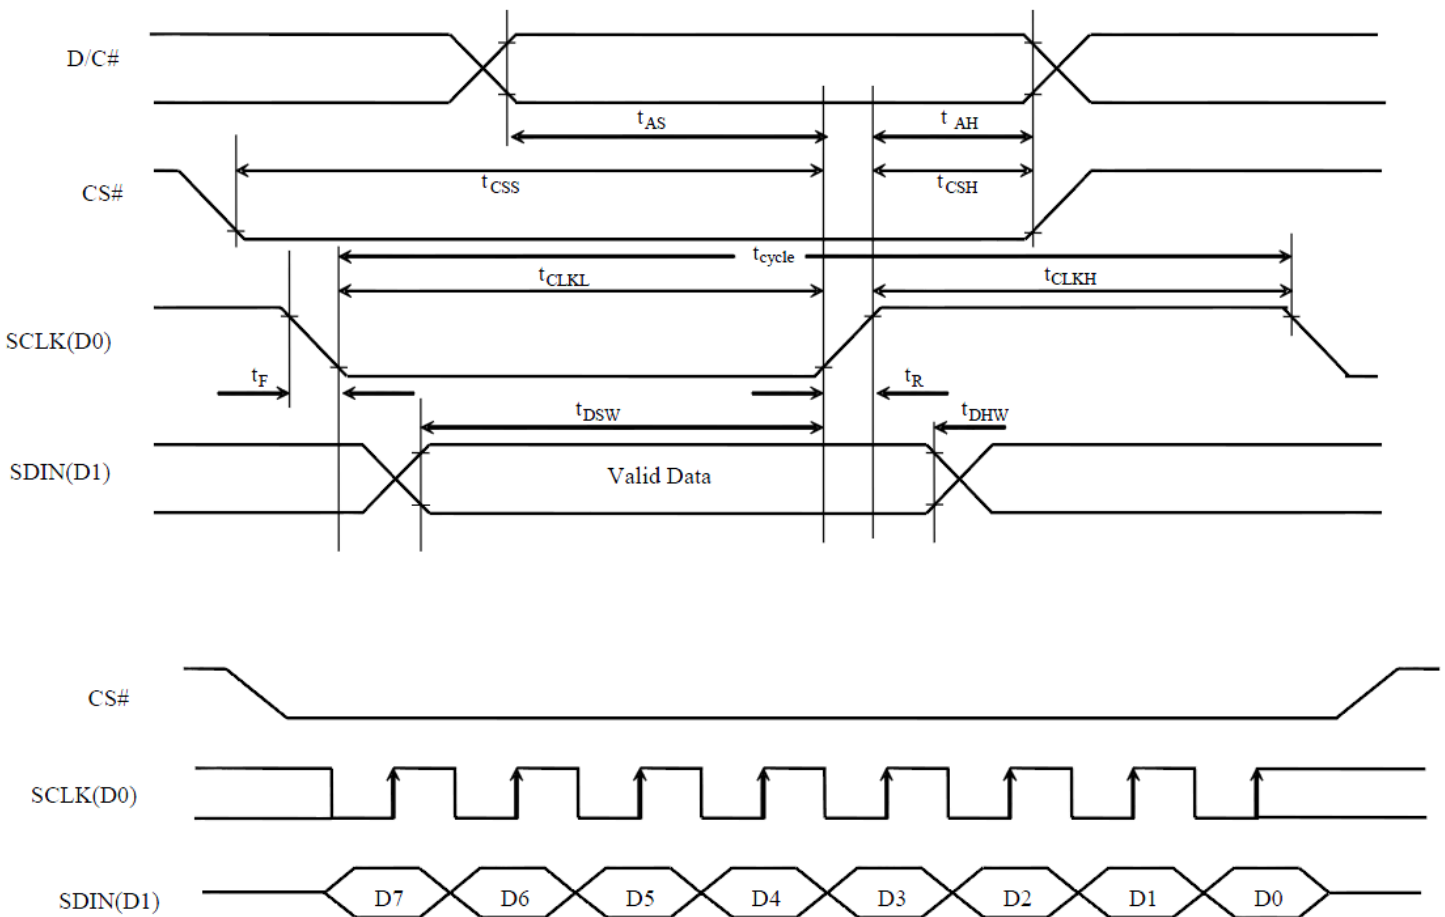 D/C#
tAS
t AH
CS#
tCSS
tCSH
tcycle
tCLKL
tCLKH
SCLK(D0)
tF
tR
tDSW
tDHW
SDIN(D1)
Valid Data
CS#
SCLK(D0)
SDIN(D1)
D7 D6 D5 D4 D3 D2 D1 D0